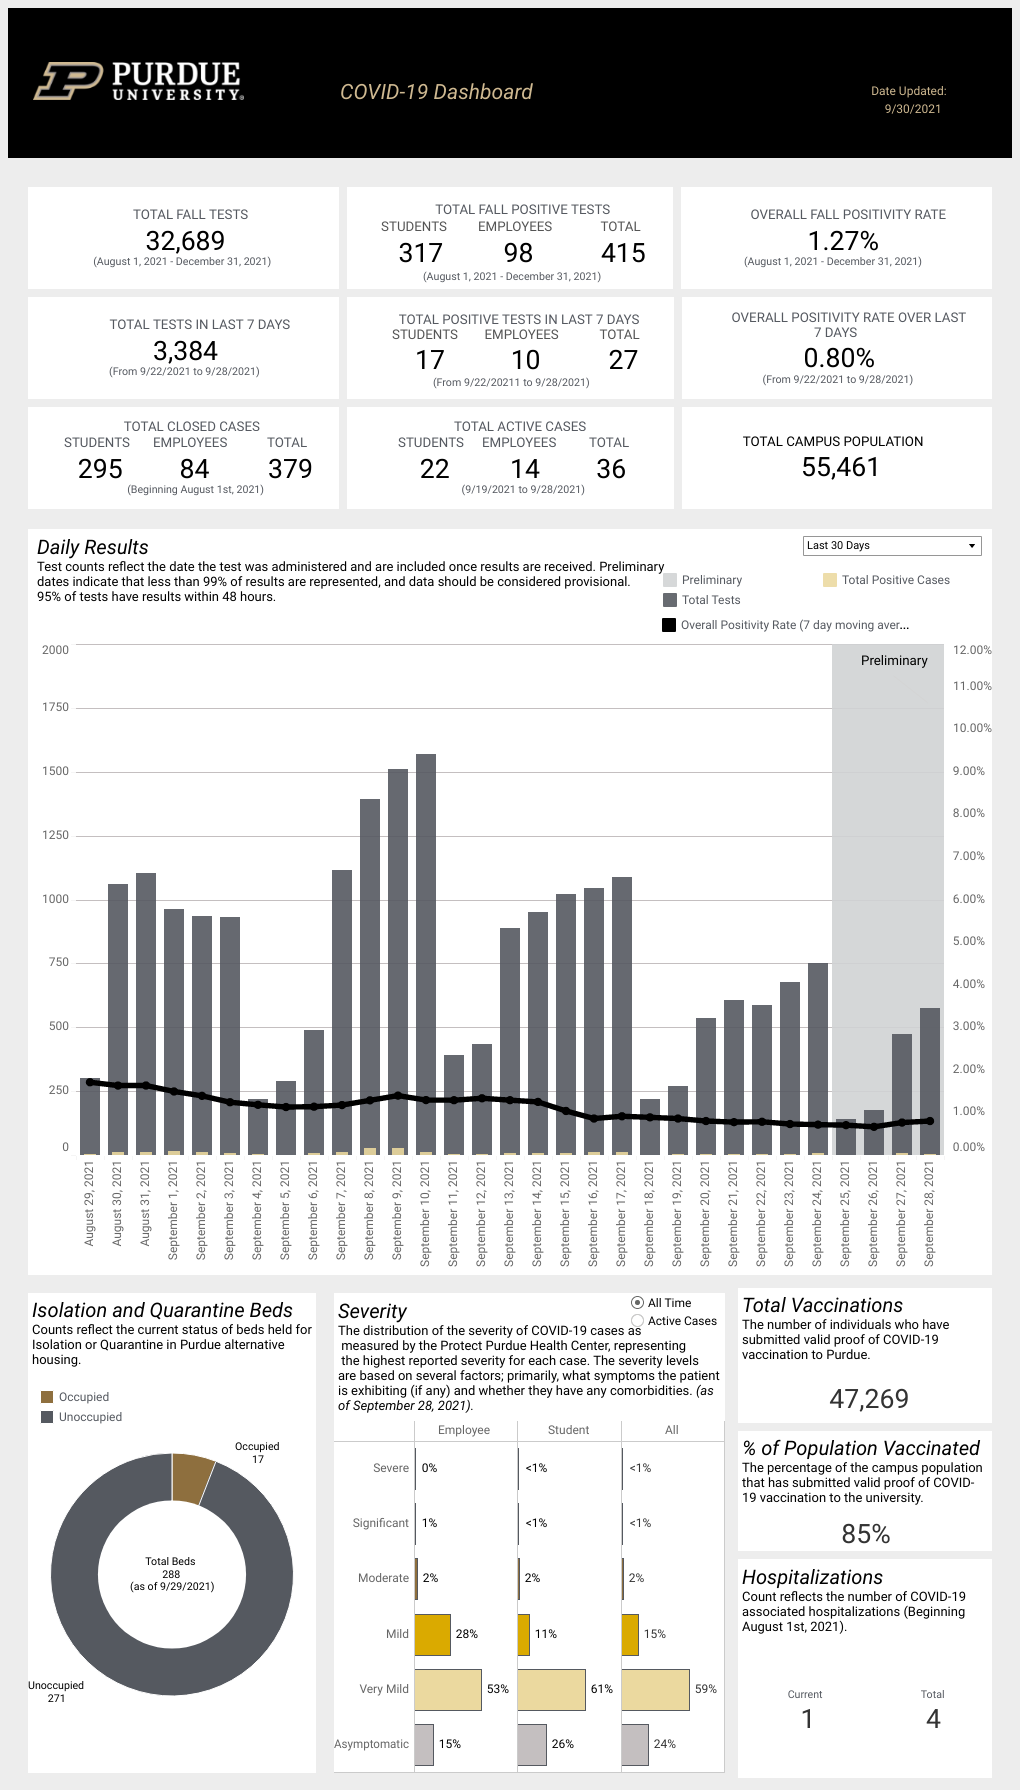 PURDUE
UNIVERSITY®
COVID-19 Dashboard
Date Updated:
9/30/2021
TOTAL FALL TESTS
32,689
(August 1, 2021 - December 31, 2021)
TOTAL FALL POSITIVE TESTS
STUDENTS EMPLOYEES TOTAL
317 98 415
(August 1, 2021 - December 31, 2021)
OVERALL FALL POSITIVITY RATE
1.27%
(August 1, 2021 - December 31, 2021)
TOTAL TESTS IN LAST 7 DAYS
3,384
(From 9/22/2021 to 9/28/2021)
TOTAL POSITIVE TESTS IN LAST 7 DAYS
STUDENTS EMPLOYEES TOTAL
17 10 27
(From 9/22/20211 to 9/28/2021)
OVERALL POSITIVITY RATE OVER LAST
7 DAYS
0.80%
(From 9/22/2021 to 9/28/2021)
TOTAL CLOSED CASES
STUDENTS EMPLOYEES TOTAL
295 84 379
(Beginning August 1st, 2021)
TOTAL ACTIVE CASES
STUDENTS EMPLOYEES TOTAL
22 14 36
(9/19/2021 to 9/28/2021)
TOTAL CAMPUS POPULATION
55,461
Daily Results
Test counts reflect the date the test was administered and are included once results are received. Preliminary
dates indicate that less than 99% of results are represented, and data should be considered provisional.
95% of tests have results within 48 hours.
Last 30 Days
Preliminary
Total Positive Cases
Total Tests
Overall Positivity Rate (7 day moving aver...
Preliminary
2000
1750
1500
1250
1000
750
500
250
0
12.00%
11.00%
10.00%
9.00%
8.00%
7.00%
6.00%
5.00%
4.00%
3.00%
2.00%
1.00%
0.00%
August 29, 2021
August 30, 2021
August 31, 2021
September 1, 2021
September 2, 2021
September 3, 2021
September 4, 2021
September 5, 2021
September 6, 2021
September 7, 2021
September 8, 2021
September 9, 2021
September 10, 2021
September 11, 2021
September 12, 2021
September 13, 2021
September 14, 2021
September 15, 2021
September 16, 2021
September 17, 2021
September 18, 2021
September 19, 2021
September 20, 2021
September 21, 2021
September 22, 2021
September 23, 2021
September 24, 2021
September 25, 2021
September 26, 2021
September 27, 2021
September 28, 2021
Isolation and Quarantine Beds
Counts reflect the current status of beds held for
Isolation or Quarantine in Purdue alternative
housing.
Occupied
Unoccupied
Occupied
17
Total Beds
288
(as of 9/29/2021)
Unoccupied
271
Severity
All Time
Active Cases
The distribution of the severity of COVID-19 cases as
measured by the Protect Purdue Health Center, representing
the highest reported severity for each case. The severity levels
are based on several factors; primarily, what symptoms the patient
is exhibiting (if any) and whether they have any comorbidities. (as
of September 28, 2021).
Employee Student All
Severe 0% <1% <1%
Significant 1% <1% <1%
Moderate 2% 2% 2%
Mild 28% 11% 15%
Very Mild 53% 61% 59%
Asymptomatic 15% 26% 24%
Total Vaccinations
The number of individuals who have
submitted valid proof of COVID-19
vaccination to Purdue.
47,269
% of Population Vaccinated
The percentage of the campus population
that has submitted valid proof of COVID-
19 vaccination to the university.
85%
Hospitalizations
Count reflects the number of COVID-19
associated hospitalizations (Beginning
August 1st, 2021).
Current Total
1 4